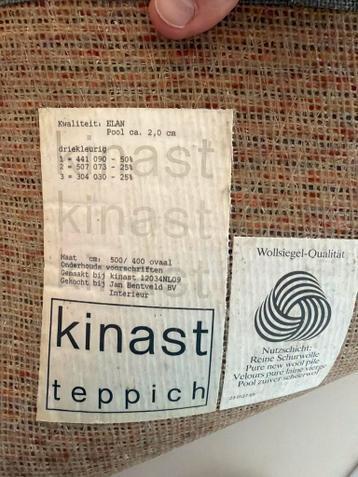 Kwaliteit: ELAN
Pool ca. 2,0 cm
driekleurig
1 = 441 090 - 50%
2 = 507 073 - 25%
3 = 304 030 - 25%
kinast
kinast
Maat cm: 500/ 400 ovaal
Onderhouds voorschriften
Gemaakt bij kinast 12034NL09
Gekocht bij Jan Bentveld BV
Interieur
kinast
teppich
Wollsiegel-Qualität
Nutzschicht:
Reine Schurwolle
Pure new wool pile
Velours pure laine vierge
Pool zuiver scheerwol